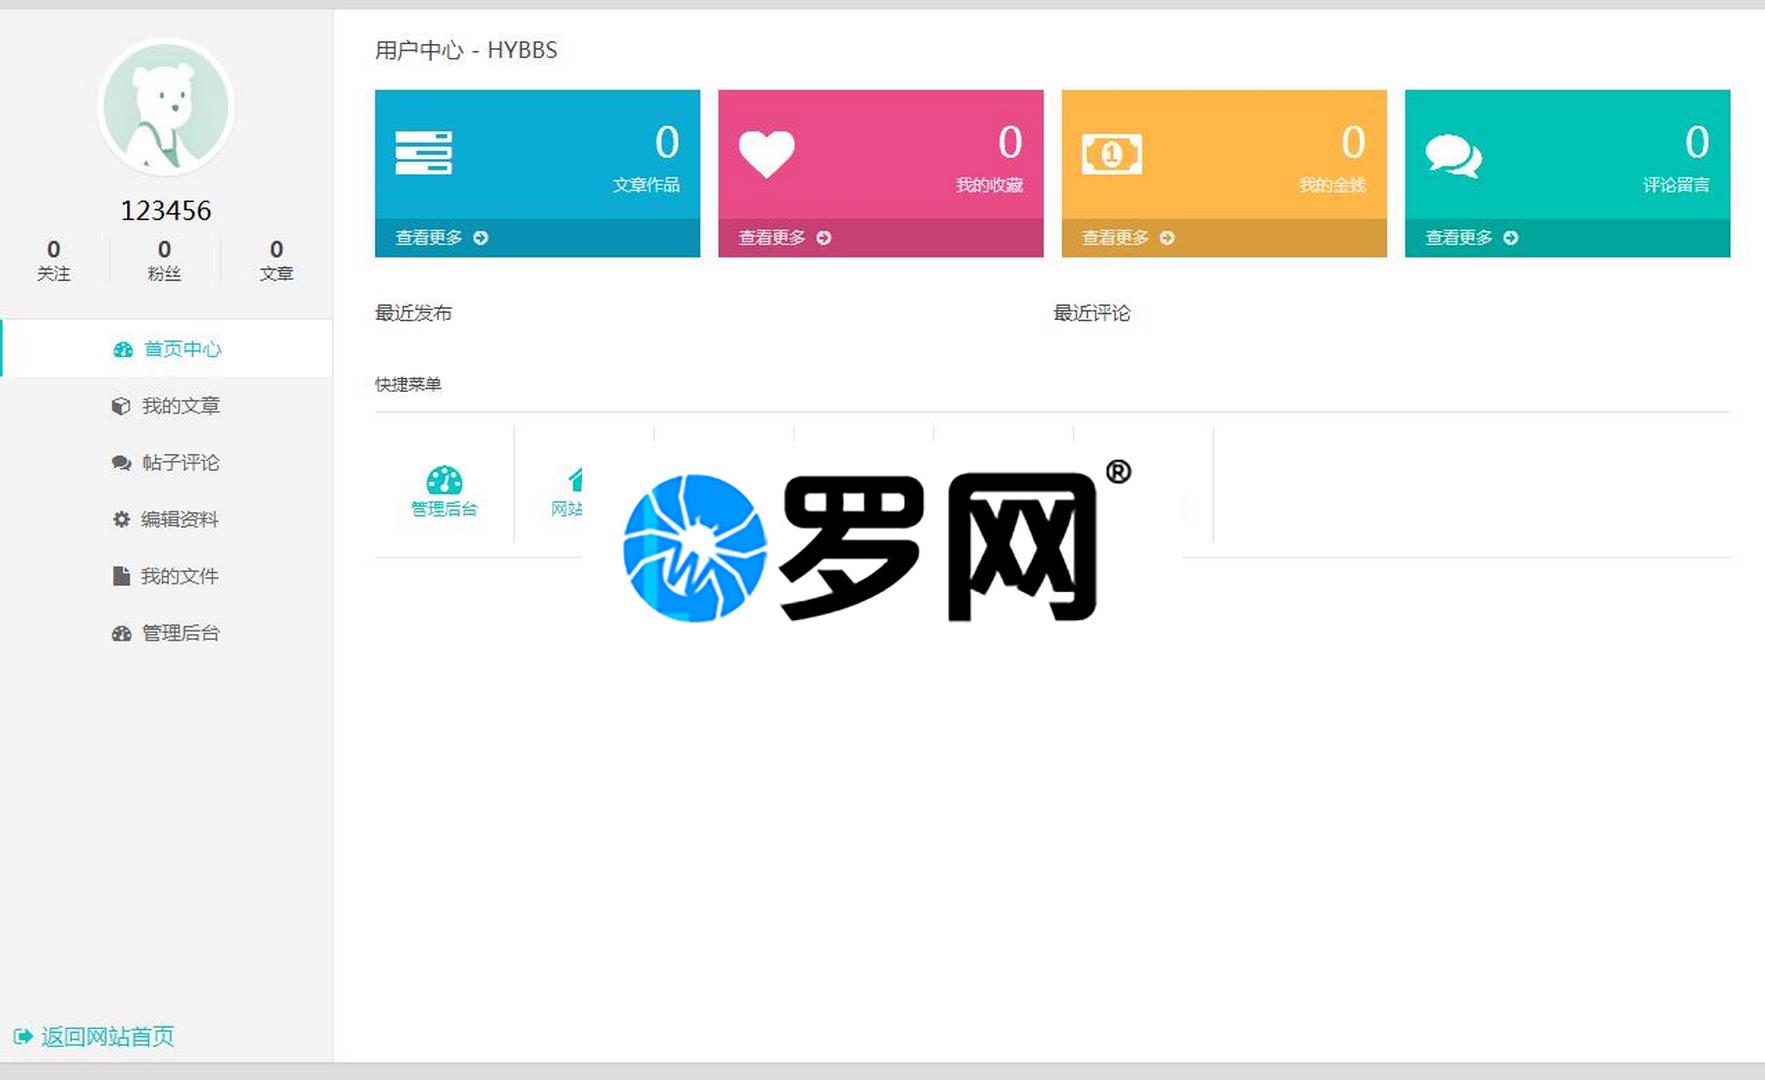 用户中心 - HYBBS
123456
0 0 0
关注 粉丝 文章
首页中心
我的文章
帖子评论
编辑资料
我的文件
管理后台
返回网站首页
0
文章作品
查看更多
0
我的收藏
查看更多
1
0
我的金钱
查看更多
0
评论留言
查看更多
最近发布
最近评论
快捷菜单
管理后台
网站
罗网®